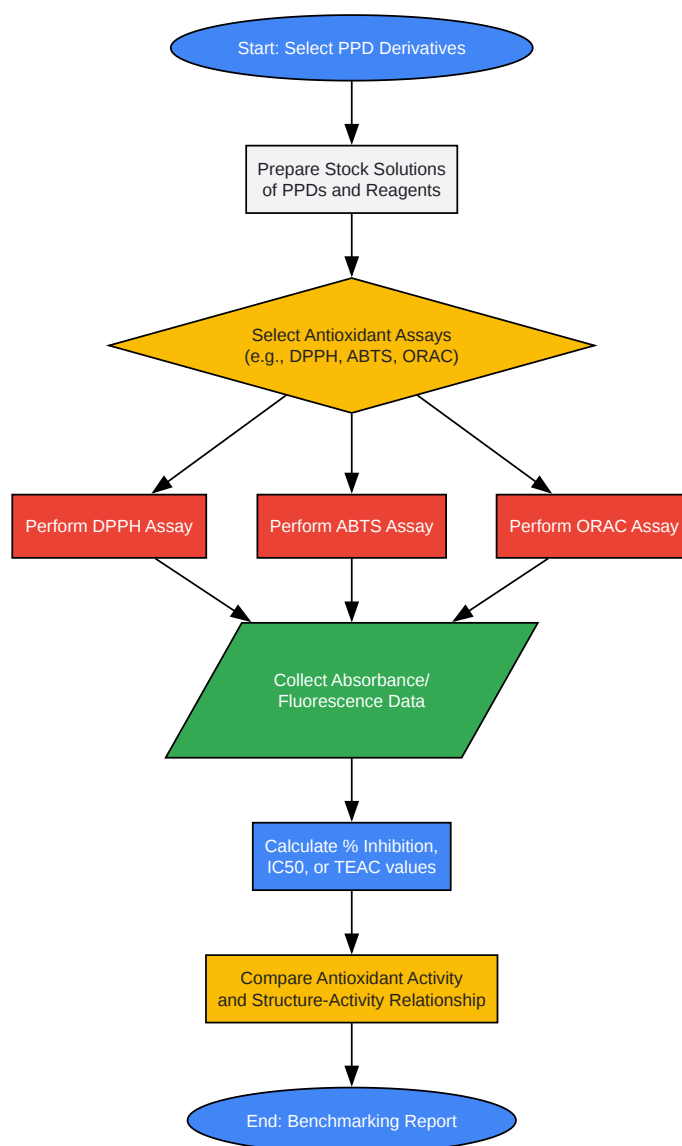 Start: Select PPD Derivatives
Prepare Stock Solutions
of PPDs and Reagents
Select Antioxidant Assays
(e.g., DPPH, ABTS, ORAC)
Perform DPPH Assay
Perform ABTS Assay
Perform ORAC Assay
Collect Absorbance/
Fluorescence Data
Calculate % Inhibition,
IC50, or TEAC values
Compare Antioxidant Activity
and Structure-Activity Relationship
End: Benchmarking Report